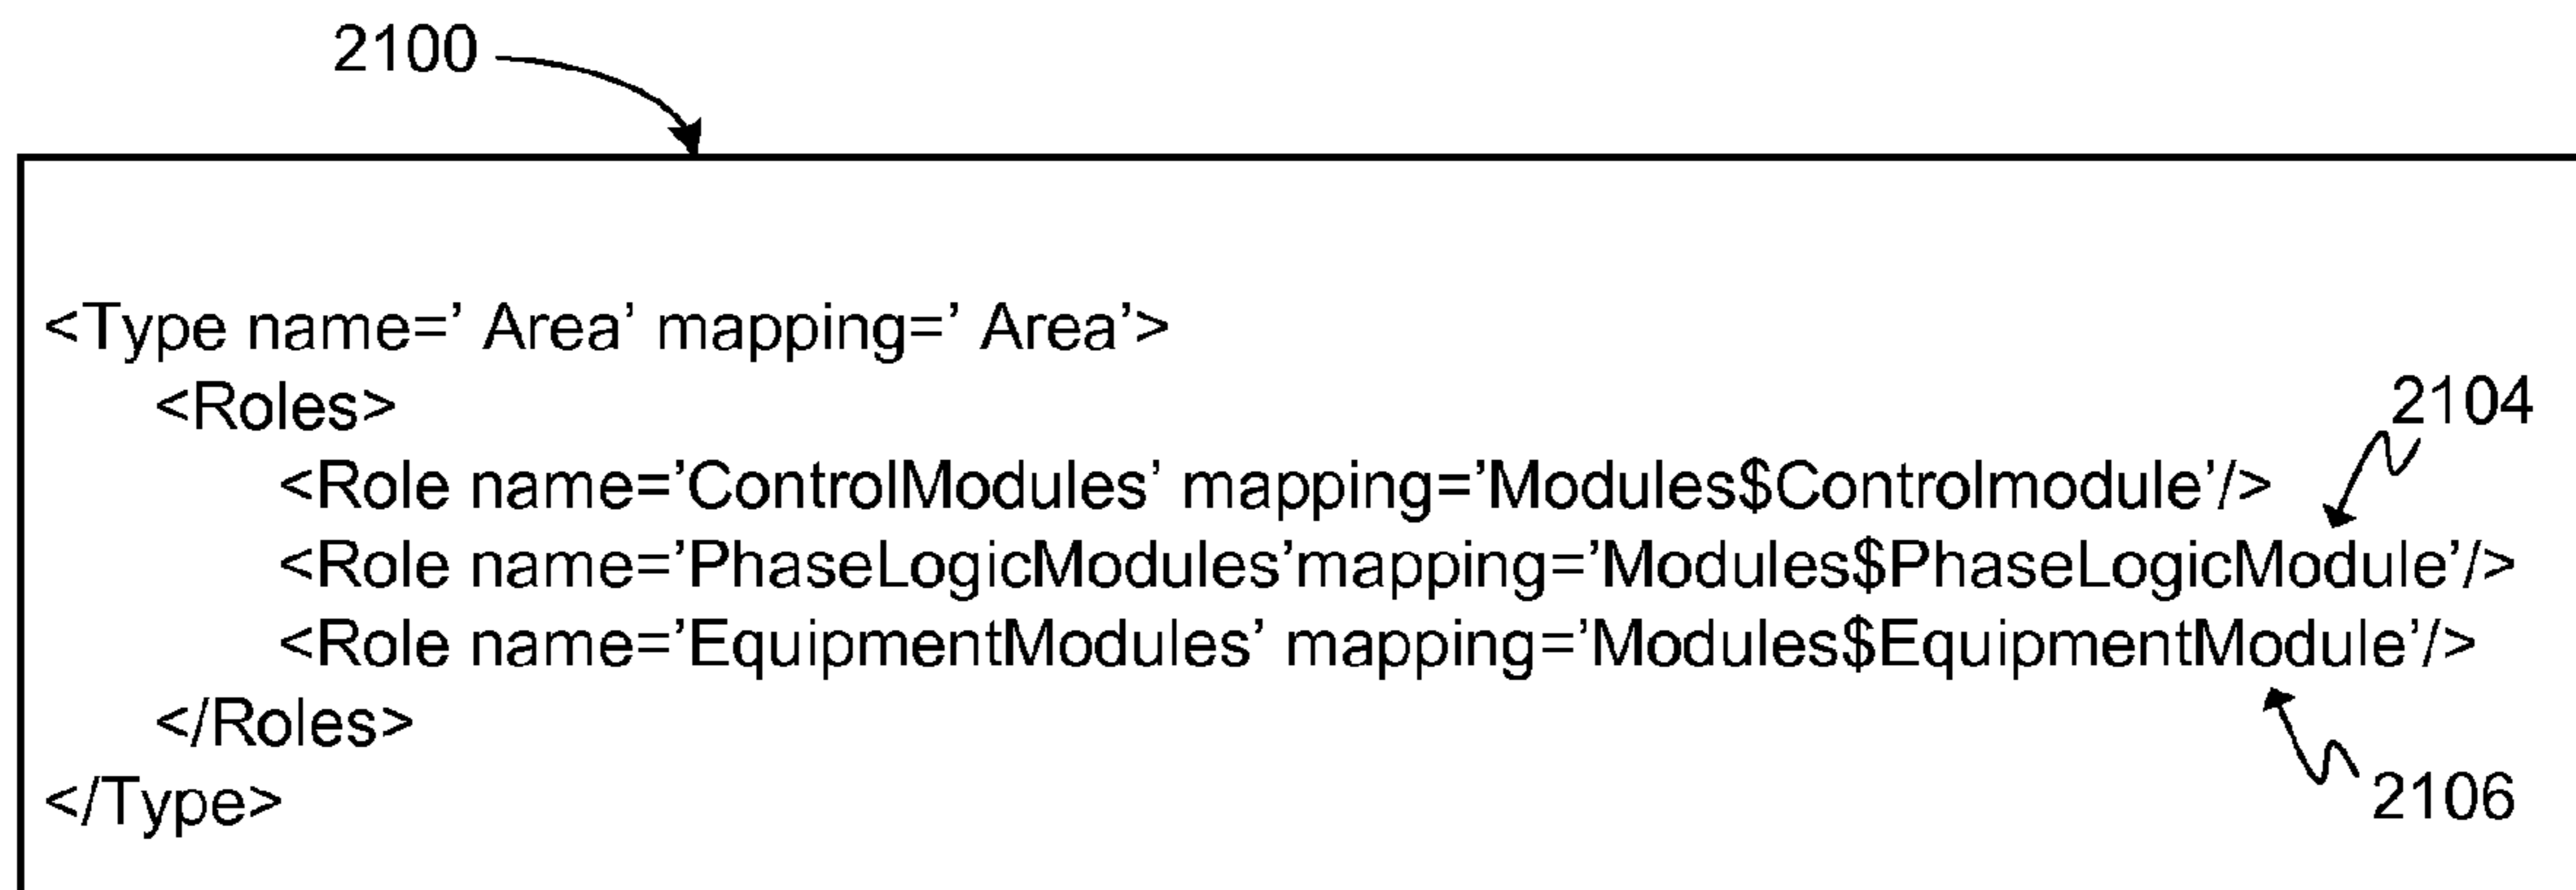 2100
<Type name=’ Area’ mapping=’ Area’>
<Roles>
2104
<Role name=’ControlModules’ mapping=’Modules$Controlmodule’/>
<Role name=’PhaseLogicModules’mapping=’Modules$PhaseLogicModule’/>
<Role name=’EquipmentModules’ mapping=’Modules$EquipmentModule’/>
</Roles>
</Type>
2106